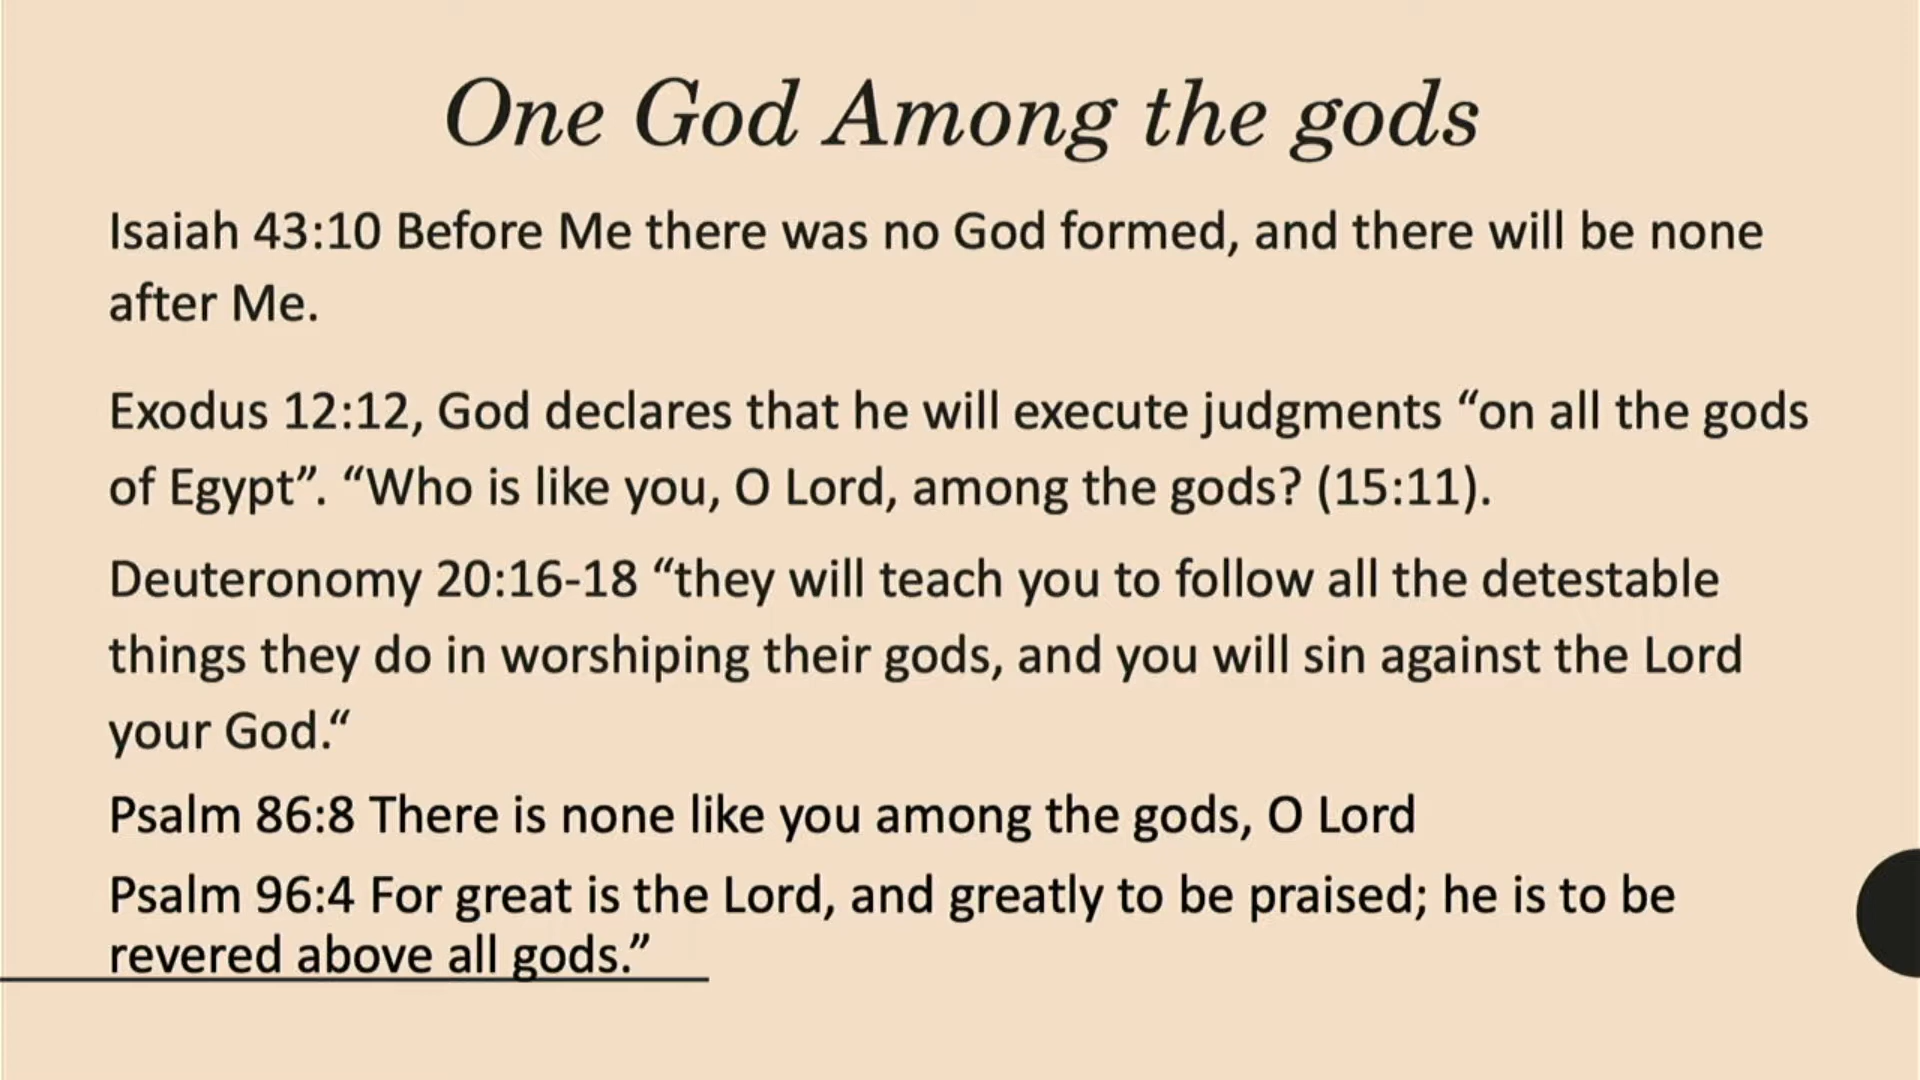 One God Among the gods
Isaiah 43:10 Before Me there was no God formed, and there will be none
after Me.
Exodus 12:12, God declares that he will execute judgments “on all the gods
of Egypt”. “Who is like you, O Lord, among the gods? (15:11).
Deuteronomy 20:16-18 “they will teach you to follow all the detestable
things they do in worshiping their gods, and you will sin against the Lord
your God.“
Psalm 86:8 There is none like you among the gods, O Lord
Psalm 96:4 For great is the Lord, and greatly to be praised; he is to be
revered above all gods.”